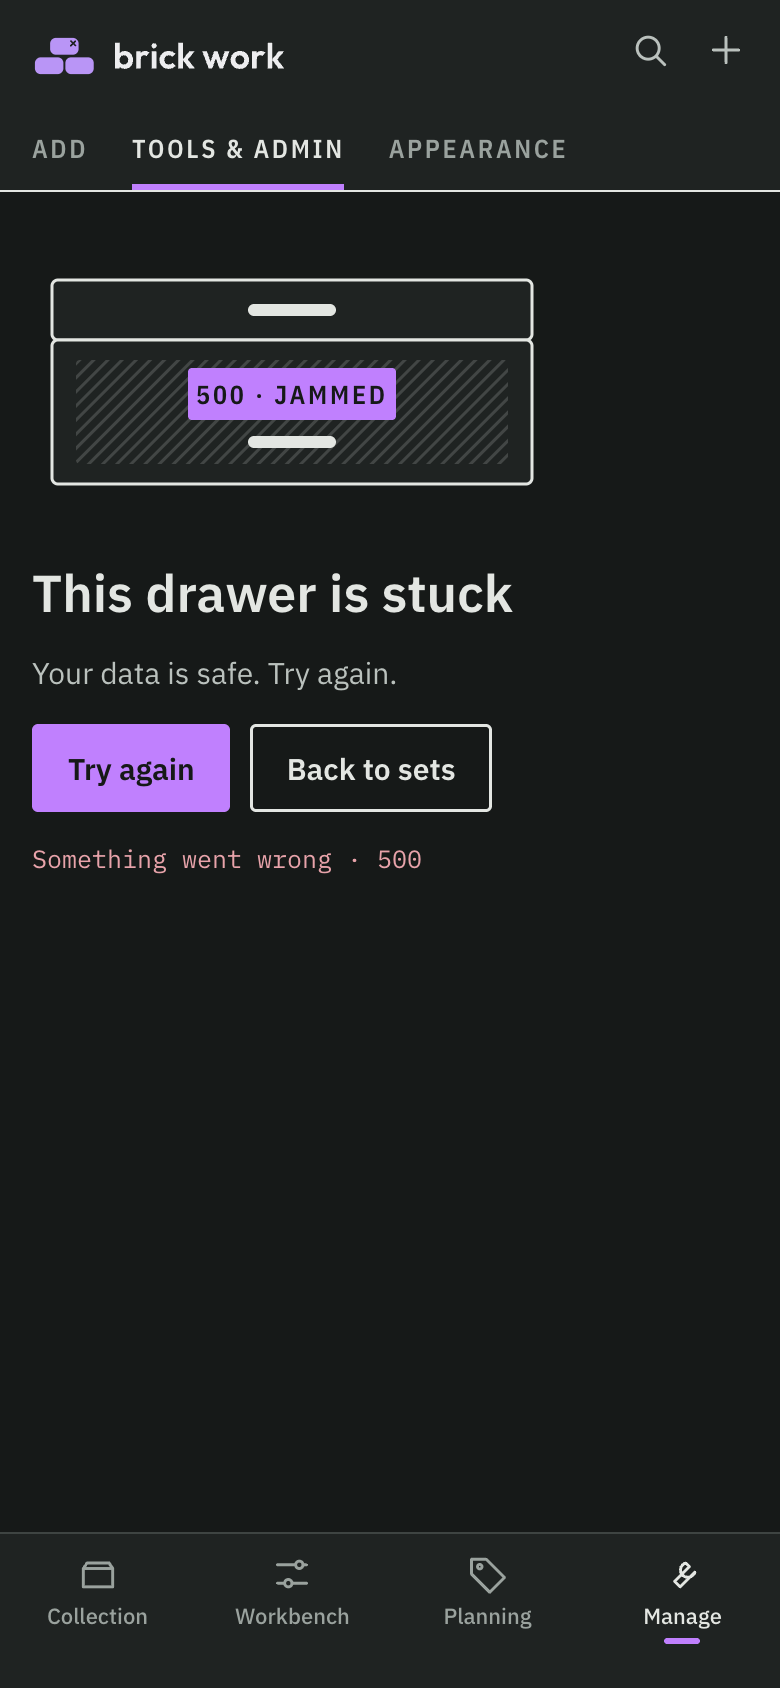 brick work
ADD TOOLS & ADMIN APPEARANCE
500 · JAMMED
This drawer is stuck
Your data is safe. Try again.
Try again Back to sets
Something went wrong · 500
Collection Workbench Planning Manage